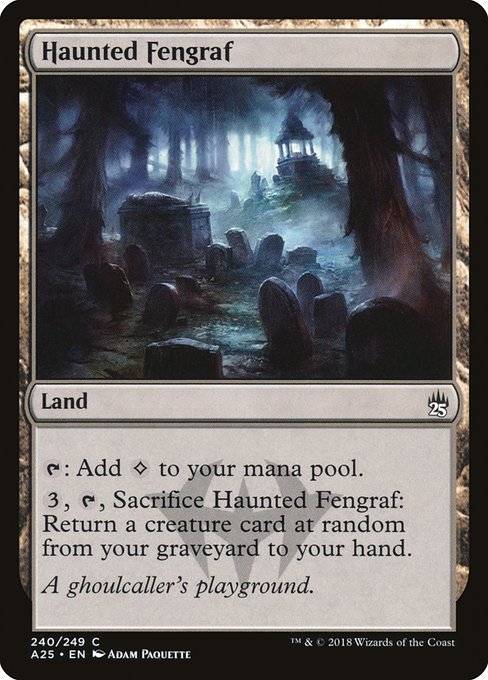 Haunted Fengraf
Land
25
: Add to your mana pool.
3, , Sacrifice Haunted Fengraf:
Return a creature card at random
from your graveyard to your hand.
A ghoulcaller's playground.
240/249 C
™ & © 2018 Wizards of the Coast
A25 • EN Adam Paquette